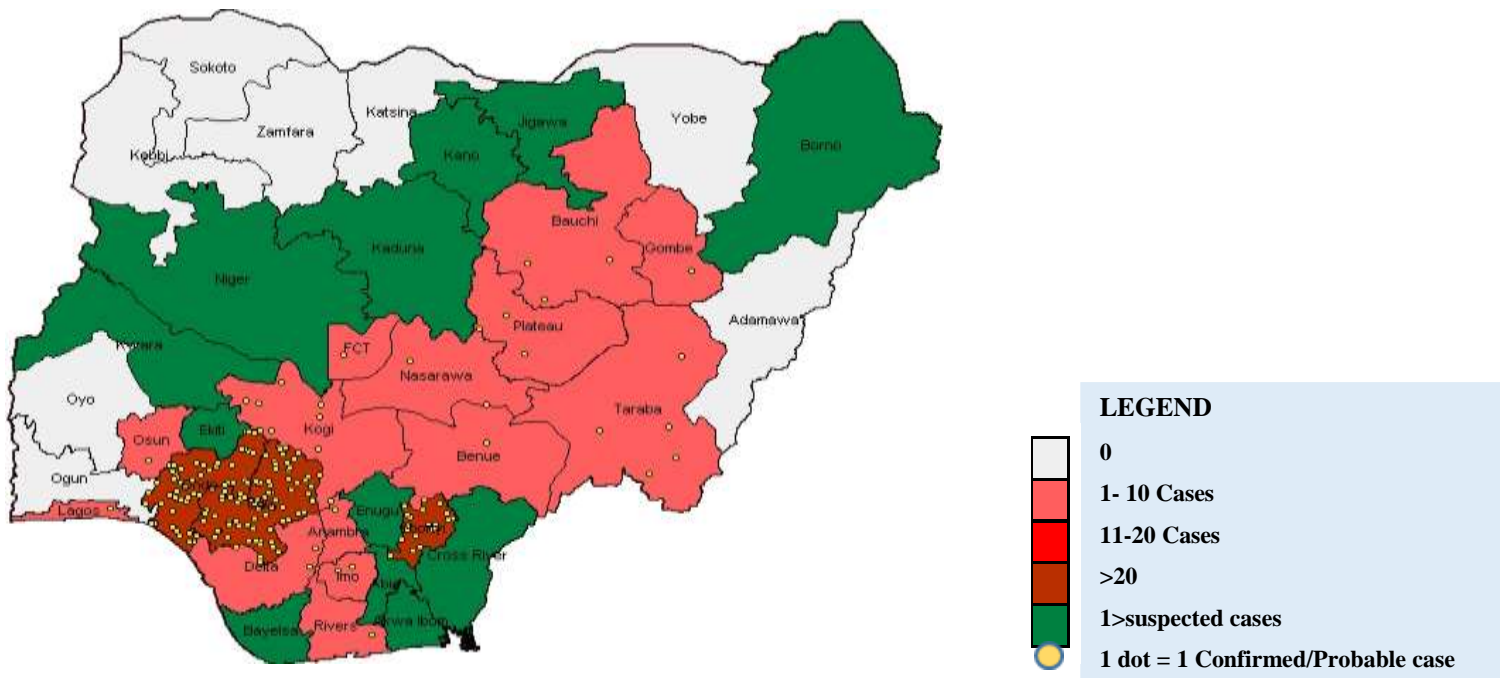 Sokoto
Katsina
Zamfara
Kebbi
Jigawa
Kano
Yobe
Borno
Bauchi
Gombe
Kaduna
Niger
Adamawa
Plateau
FCT
Nasarawa
Taraba
Kwara
Oyo
Osun
Ekiti
Kogi
Benue
Ogun
Lagos
Enugu
Anambra
Cross River
Delta
Imo
Bayelsa
Rivers
Akwa Ibom
LEGEND
0
1- 10 Cases
11-20 Cases
>20
1>suspected cases
1 dot = 1 Confirmed/Probable case